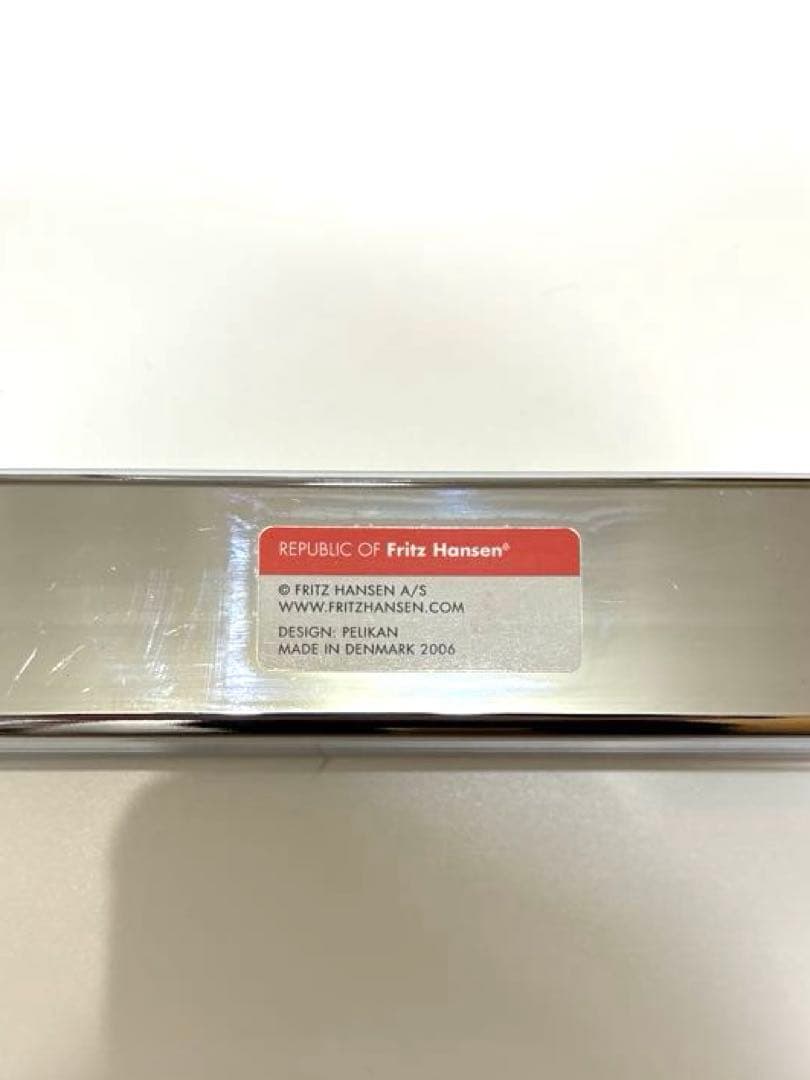 REPUBLIC OF Fritz Hansen®
© FRITZ HANSEN A/S
WWW.FRITZHANSEN.COM
DESIGN: PELIKAN
MADE IN DENMARK 2006